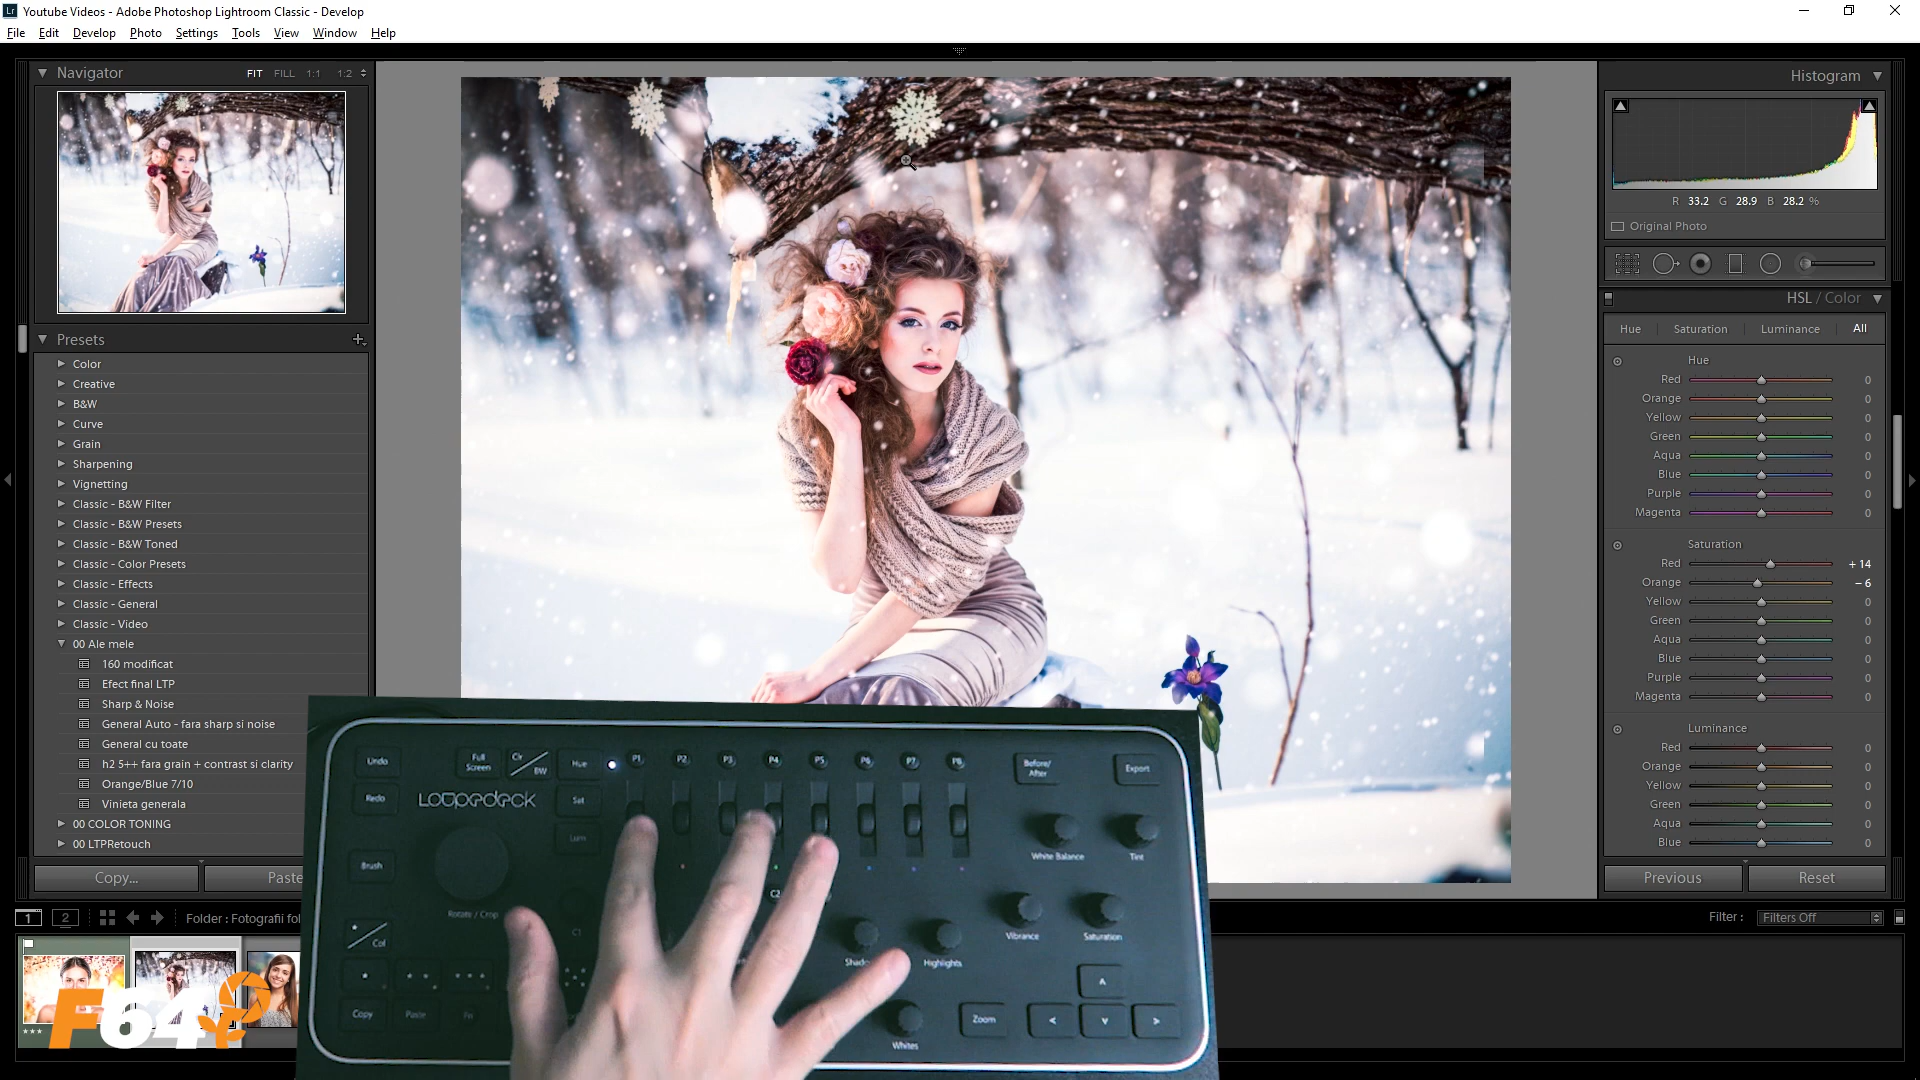 Youtube Videos - Adobe Photoshop Lightroom Classic - Develop
File Edit Develop Photo Settings Tools View Window Help
Navigator FIT FILL 1:1 1:2
Presets
Color
Creative
B&W
Curve
Grain
Sharpening
Vignetting
Classic - B&W Filter
Classic - B&W Presets
Classic - B&W Toned
Classic - Color Presets
Classic - Effects
Classic - General
Classic - Video
00 Ale mele
160 modificat
Efect final LTP
Sharp & Noise
General Auto - fara sharp si noise
General cu toate
h2 5++ fara grain + contrast si clarity
Orange/Blue 7/10
Vinieta generala
00 COLOR TONING
00 LTPRetouch
Copy... Paste
Histogram
R 33.2 G 28.9 B 28.2 %
Original Photo
HSL / Color
Hue Saturation Luminance All
Hue
Red 0
Orange 0
Yellow 0
Green 0
Aqua 0
Blue 0
Purple 0
Magenta 0
Saturation
Red + 14
Orange - 6
Yellow 0
Green 0
Aqua 0
Blue 0
Purple 0
Magenta 0
Luminance
Red 0
Orange 0
Yellow 0
Green 0
Aqua 0
Blue 0
Previous Reset
1 2 Folder : Fotografii fol
Filter : Filters Off
F64
Undo Full Screen Clr BW Hue P1 P2 P3 P4 P5 P6 P7 P8 Before/ After Export
Redo Loupedeck Sat
Lum
White Balance Tint
Brush
C2
Rotate / Crop
C1
Vibrance Saturation
Col
Highlights
Copy Paste
Zoom
Whites